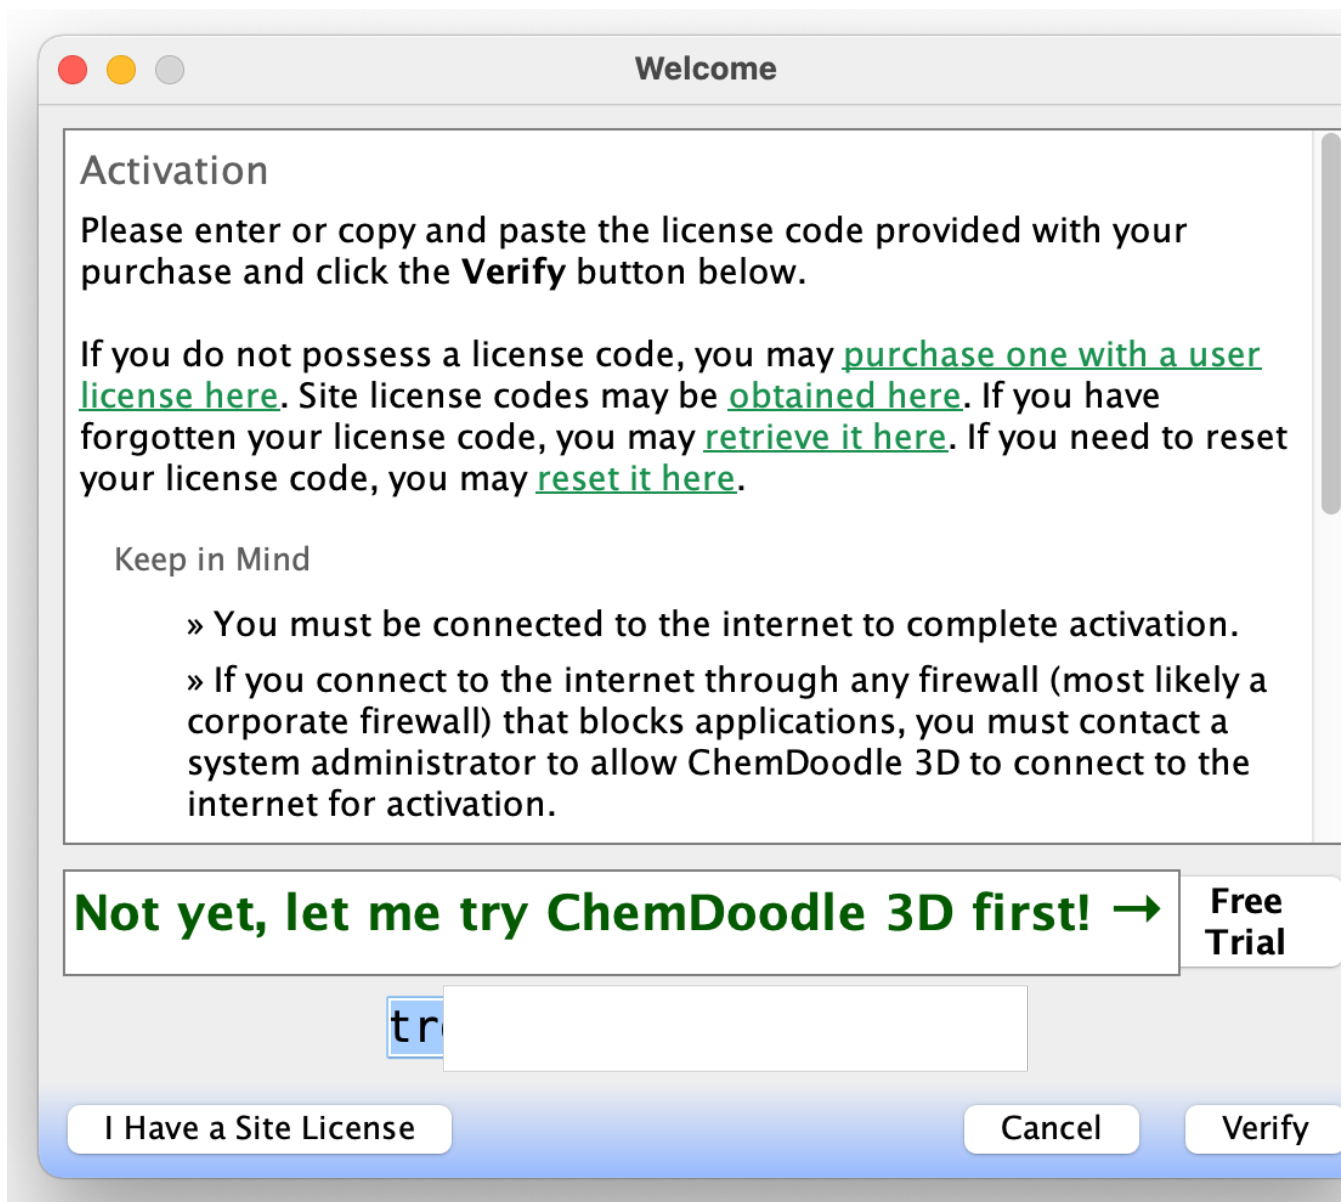 Welcome
Activation
Please enter or copy and paste the license code provided with your
purchase and click the Verify button below.
If you do not possess a license code, you may purchase one with a user
license here. Site license codes may be obtained here. If you have
forgotten your license code, you may retrieve it here. If you need to reset
your license code, you may reset it here.
Keep in Mind
» You must be connected to the internet to complete activation.
» If you connect to the internet through any firewall (most likely a
corporate firewall) that blocks applications, you must contact a
system administrator to allow ChemDoodle 3D to connect to the
internet for activation.
Not yet, let me try ChemDoodle 3D first! →
Free
Trial
I Have a Site License
Cancel
Verify